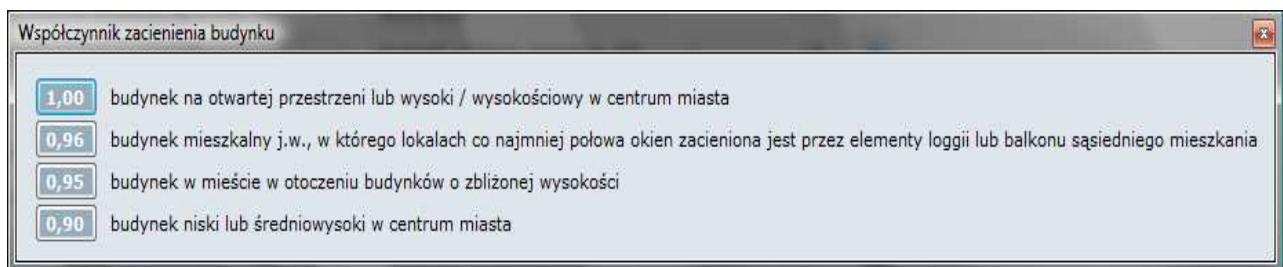 Współczynnik zacienienia budynku
1,00 budynek na otwartej przestrzeni lub wysoki / wysokościowy w centrum miasta
0,96 budynek mieszkalny j.w., w którego lokalach co najmniej połowa okien zacieniona jest przez elementy loggii lub balkonu sąsiedniego mieszkania
0,95 budynek w mieście w otoczeniu budynków o zbliżonej wysokości
0,90 budynek niski lub średniowysoki w centrum miasta